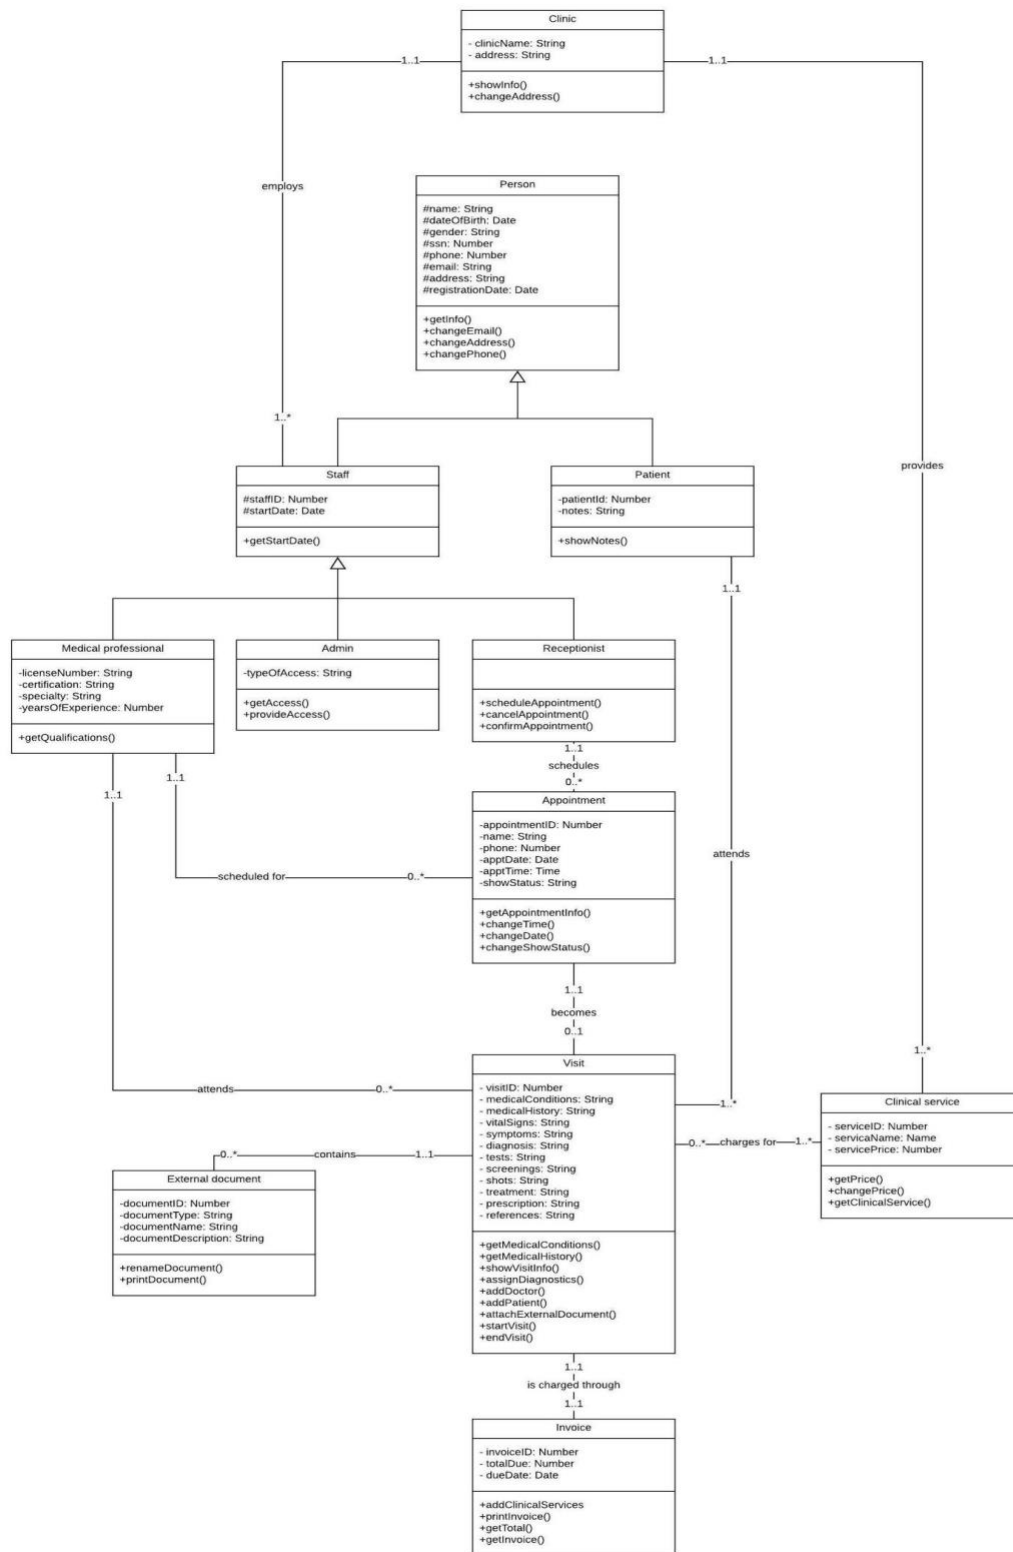 Clinic
- clinicName: String
- address: String
+showInfo()
+changeAddress()
1..1
1..1
employs
Person
#name: String
#dateOfBirth: Date
#gender: String
#ssn: Number
#phone: Number
#email: String
#address: String
#registrationDate: Date
+getInfo()
+changeEmail()
+changeAddress()
+changePhone()
1..*
provides
Staff
#staffID: Number
#startDate: Date
+getStartDate()
Patient
-patientId: Number
-notes: String
+showNotes()
1..1
Medical professional
-licenseNumber: String
-certification: String
-specialty: String
-yearsOfExperience: Number
+getQualifications()
Admin
-typeOfAccess: String
+getAccess()
+provideAccess()
Receptionist
+scheduleAppointment()
+cancelAppointment()
+confirmAppointment()
1..1
schedules
0..*
1..1
1..1
Appointment
-appointmentID: Number
-name: String
-phone: Number
-apptDate: Date
-apptTime: Time
-showStatus: String
+getAppointmentInfo()
+changeTime()
+changeDate()
+changeShowStatus()
attends
scheduled for
0..*
1..1
becomes
0..1
1..*
Visit
- visitID: Number
- medicalConditions: String
- medicalHistory: String
- vitalSigns: String
- symptoms: String
- diagnosis: String
- tests: String
- screenings: String
- shots: String
- treatment: String
- prescription: String
- references: String
+getMedicalConditions()
+getMedicalHistory()
+showVisitInfo()
+assignDiagnostics()
+addDoctor()
+addPatient()
+attachExternalDocument()
+startVisit()
+endVisit()
attends
0..*
1..*
Clinical service
- serviceID: Number
- servicaName: Name
- servicePrice: Number
+getPrice()
+changePrice()
+getClinicalService()
0..*
charges for
1..*
0..*
contains
1..1
External document
-documentID: Number
-documentType: String
-documentName: String
-documentDescription: String
+renameDocument()
+printDocument()
1..1
is charged through
1..1
Invoice
- invoiceID: Number
- totalDue: Number
- dueDate: Date
+addClinicalServices
+printInvoice()
+getTotal()
+getInvoice()